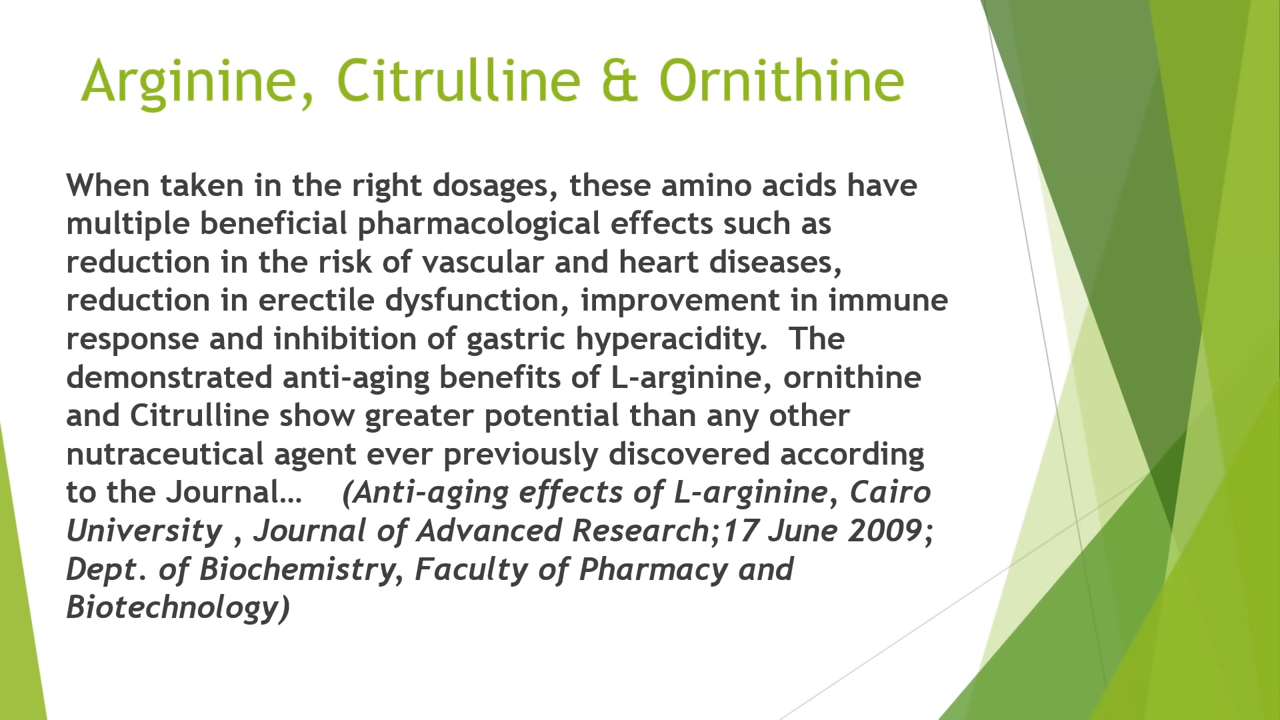 Arginine, Citrulline & Ornithine
When taken in the right dosages, these amino acids have
multiple beneficial pharmacological effects such as
reduction in the risk of vascular and heart diseases,
reduction in erectile dysfunction, improvement in immune
response and inhibition of gastric hyperacidity.  The
demonstrated anti-aging benefits of L-arginine, ornithine
and Citrulline show greater potential than any other
nutraceutical agent ever previously discovered according
to the Journal…    (Anti-aging effects of L-arginine, Cairo
University , Journal of Advanced Research;17 June 2009;
Dept. of Biochemistry, Faculty of Pharmacy and
Biotechnology)